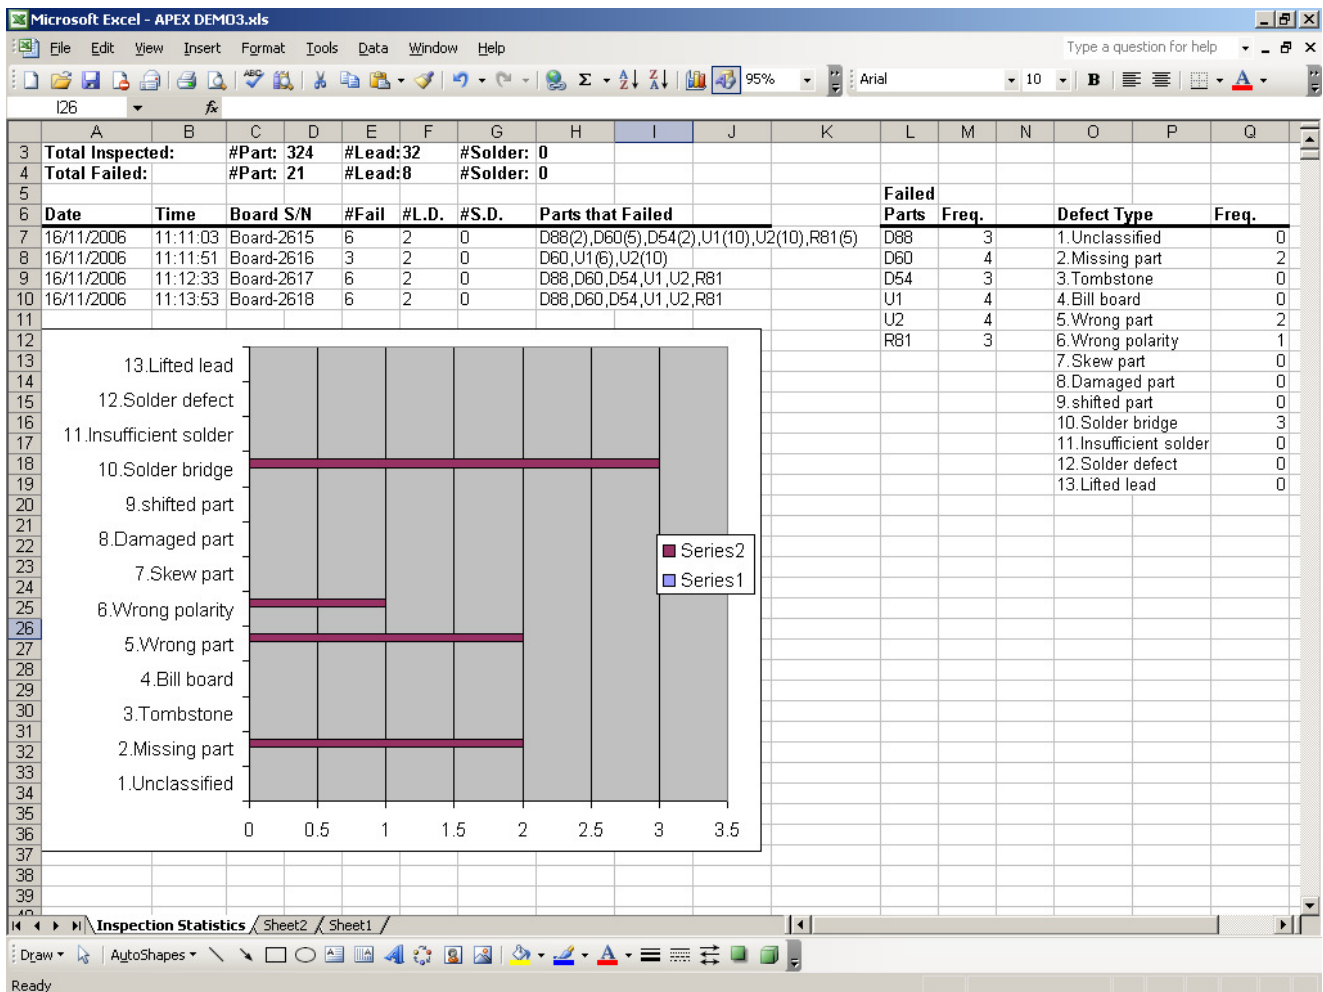 Microsoft Excel - APEX DEMO3.xls
File Edit View Insert Format Tools Data Window Help Type a question for help
95% Arial 10 B A
I26 fx
A B C D E F G H I J K L M N O P Q
3 Total Inspected: #Part: 324 #Lead: 32 #Solder: 0
4 Total Failed: #Part: 21 #Lead: 8 #Solder: 0
5 Failed
6 Date Time Board S/N #Fail #L.D. #S.D. Parts that Failed Parts Freq. Defect Type Freq.
7 16/11/2006 11:11:03 Board-2615 6 2 0 D88(2),D60(5),D54(2),U1(10),U2(10),R81(5) D88 3 1.Unclassified 0
8 16/11/2006 11:11:51 Board-2616 3 2 0 D60,U1(6),U2(10) D60 4 2.Missing part 2
9 16/11/2006 11:12:33 Board-2617 6 2 0 D88,D60,D54,U1,U2,R81 D54 3 3.Tombstone 0
10 16/11/2006 11:13:53 Board-2618 6 2 0 D88,D60,D54,U1,U2,R81 U1 4 4.Bill board 0
11 U2 4 5.Wrong part 2
12 R81 3 6.Wrong polarity 1
13 7.Skew part 0
14 8.Damaged part 0
15 9.shifted part 0
16 10.Solder bridge 3
17 11.Insufficient solder 0
18 12.Solder defect 0
19 13.Lifted lead 0
20
21
22
23
24
25
26
27
28
29
30
31
32
33
34
35
36
37
38
39
13.Lifted lead
12.Solder defect
11.Insufficient solder
10.Solder bridge
9.shifted part
8.Damaged part
7.Skew part
6.Wrong polarity
5.Wrong part
4.Bill board
3.Tombstone
2.Missing part
1.Unclassified
0 0.5 1 1.5 2 2.5 3 3.5
Series2
Series1
Inspection Statistics Sheet2 Sheet1
Draw AutoShapes A
Ready